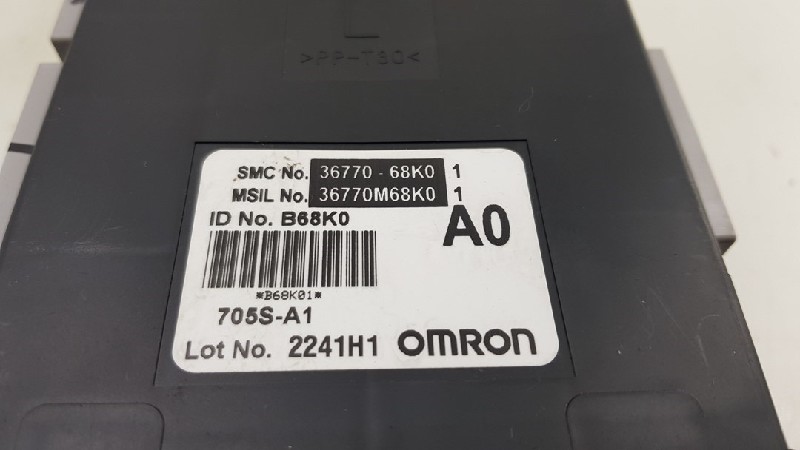 >PP-T30<
SMC No. 36770-68K0 1
MSIL No. 36770M68K0 1
ID No. B68K0
A0
*B68K01*
705S-A1
Lot No. 2241H1 OMRON